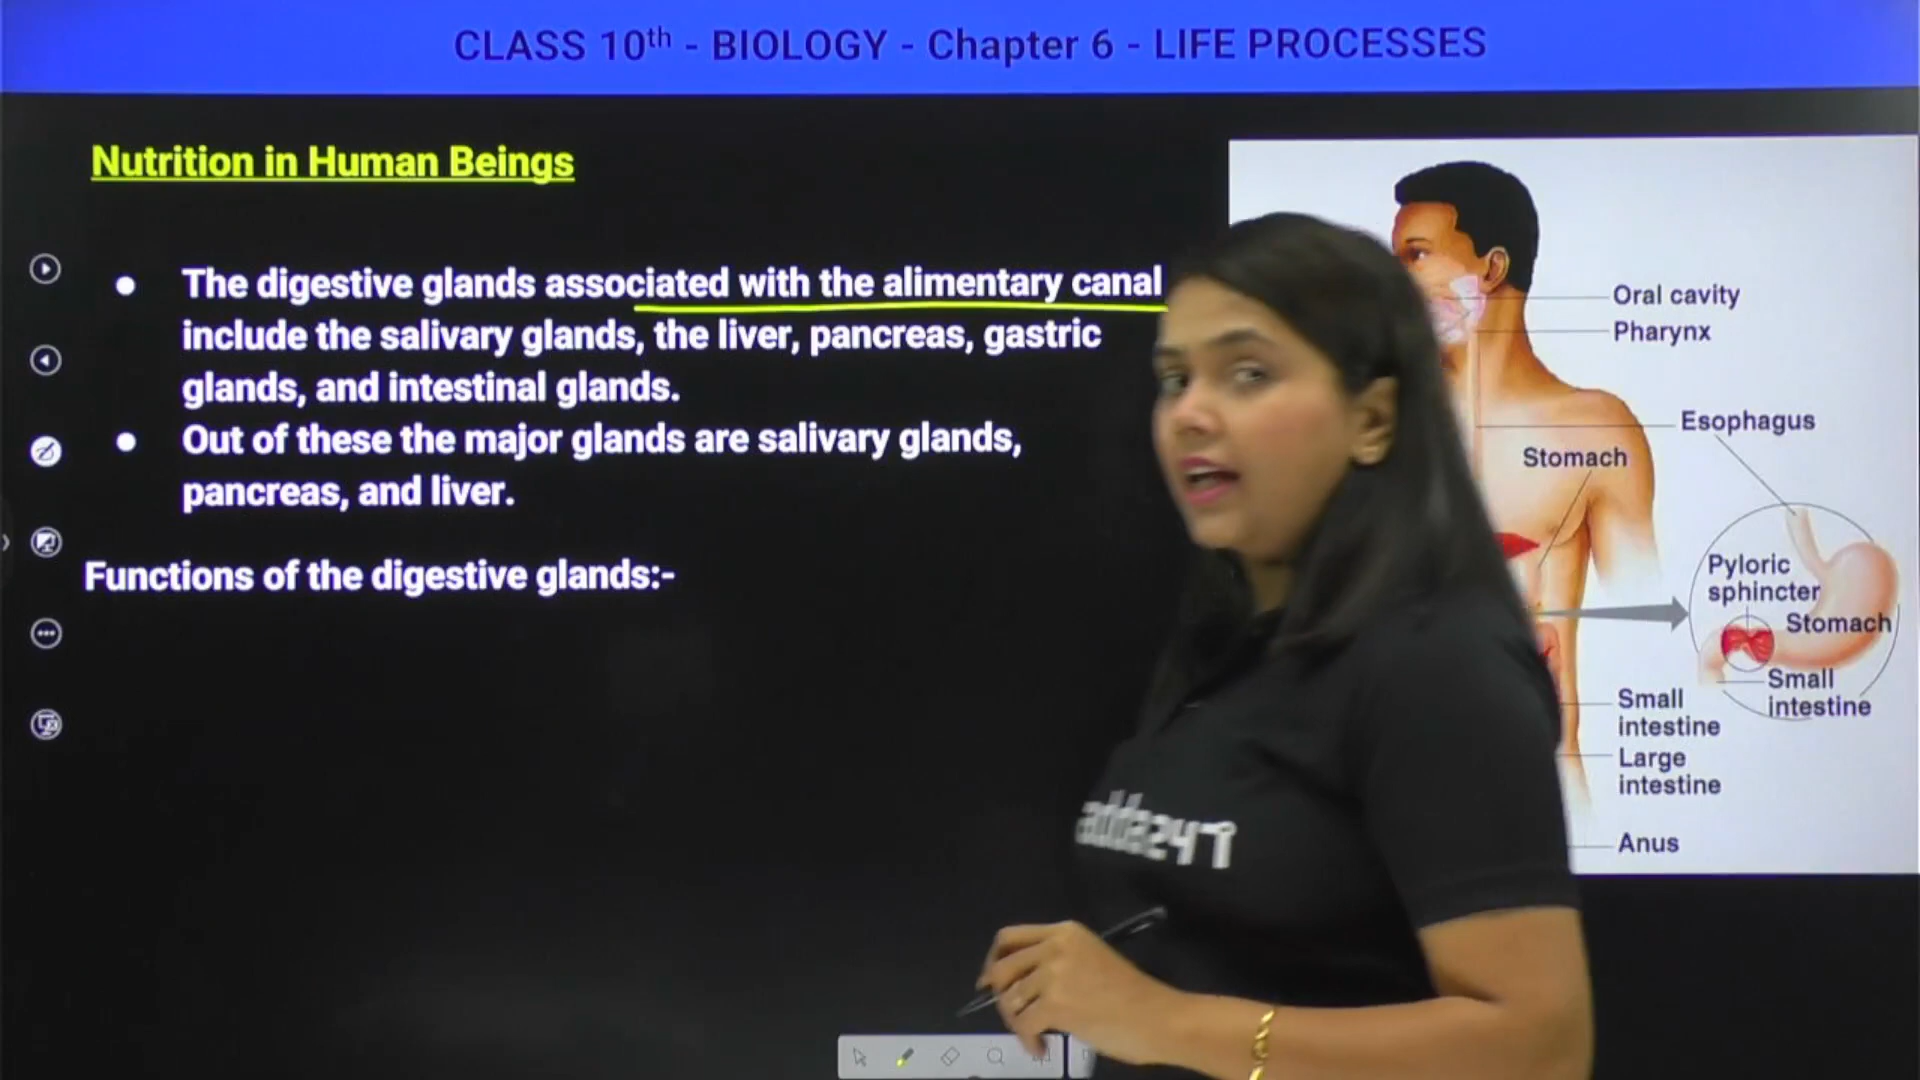 CLASS 10th - BIOLOGY - Chapter 6 - LIFE PROCESSES
Nutrition in Human Beings
● The digestive glands associated with the alimentary canal
include the salivary glands, the liver, pancreas, gastric
glands, and intestinal glands.
● Out of these the major glands are salivary glands,
pancreas, and liver.
Functions of the digestive glands:-
Oral cavity
Pharynx
Esophagus
Stomach
Pyloric
sphincter
Stomach
Small
intestine
Small
intestine
Large
intestine
Anus
adda247